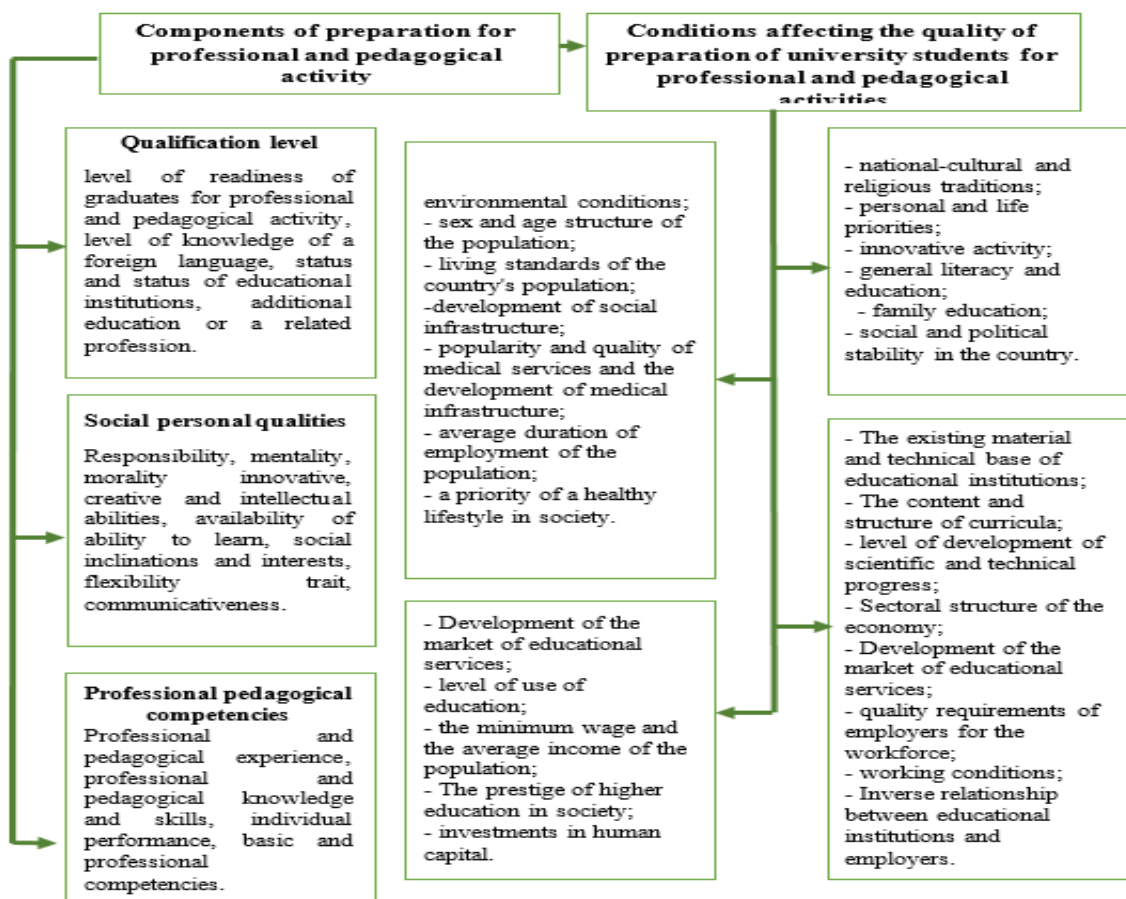 Components of preparation for
professional and pedagogical
activity
Conditions affecting the quality of
preparation of university students for
professional and pedagogical
activities
Qualification level
level of readiness of
graduates for professional
and pedagogical activity,
level of knowledge of a
foreign language, status
and status of educational
institutions, additional
education or a related
profession.
Social personal qualities
Responsibility, mentality,
morality innovative,
creative and intellectual
abilities, availability of
ability to learn, social
inclinations and interests,
flexibility trait,
communicativeness.
Professional pedagogical
competencies
Professional and
pedagogical experience,
professional and
pedagogical knowledge
and skills, individual
performance, basic and
professional
competencies.
environmental conditions;
- sex and age structure of
the population;
- living standards of the
country's population;
-development of social
infrastructure;
- popularity and quality of
medical services and the
development of medical
infrastructure;
- average duration of
employment of the
population;
- a priority of a healthy
lifestyle in society.
- Development of the
market of educational
services;
- level of use of
education;
- the minimum wage and
the average income of the
population;
- The prestige of higher
education in society;
- investments in human
capital.
- national-cultural and
religious traditions;
- personal and life
priorities;
- innovative activity;
- general literacy and
education;
- family education;
- social and political
stability in the country.
- The existing material
and technical base of
educational institutions;
- The content and
structure of curricula;
- level of development of
scientific and technical
progress;
- Sectoral structure of the
economy;
- Development of the
market of educational
services;
- quality requirements of
employers for the
workforce;
- working conditions;
- Inverse relationship
between educational
institutions and
employers.